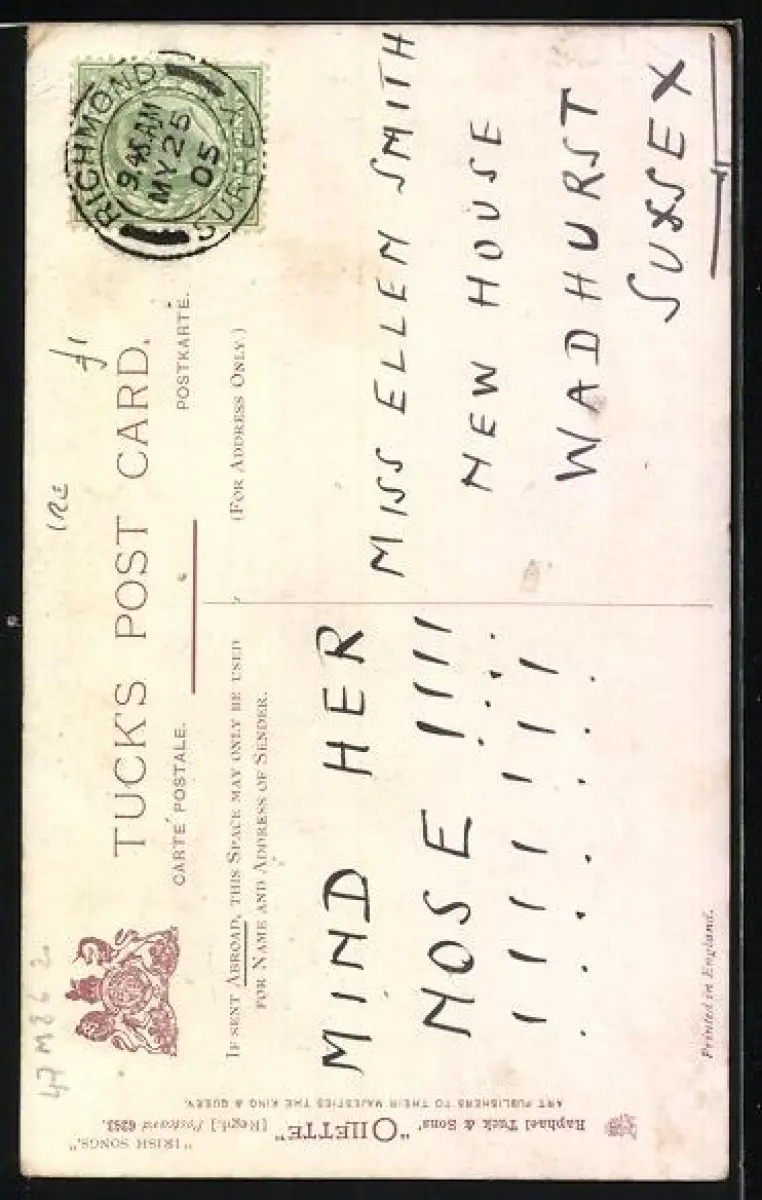 TUCK'S POST CARD.
CARTE POSTALE.
POSTKARTE.
IF SENT ABROAD, THIS SPACE MAY ONLY BE USED
FOR NAME AND ADDRESS OF SENDER.
(FOR ADDRESS ONLY.)
RICHMOND
SURREY
9.45 AM
MY 25
05
IRE
£1
MIND HER
NOSE !!!!
! ! ! ! ! ! !
MISS ELLEN SMITH
NEW HOUSE
WADHURST
SUSSEX
"IRISH SONGS,"
Raphael Tuck & Sons' "OILETTE" [Regd.] Postcard 6263.
ART PUBLISHERS TO THEIR MAJESTIES THE KING & QUEEN.
Printed in England.